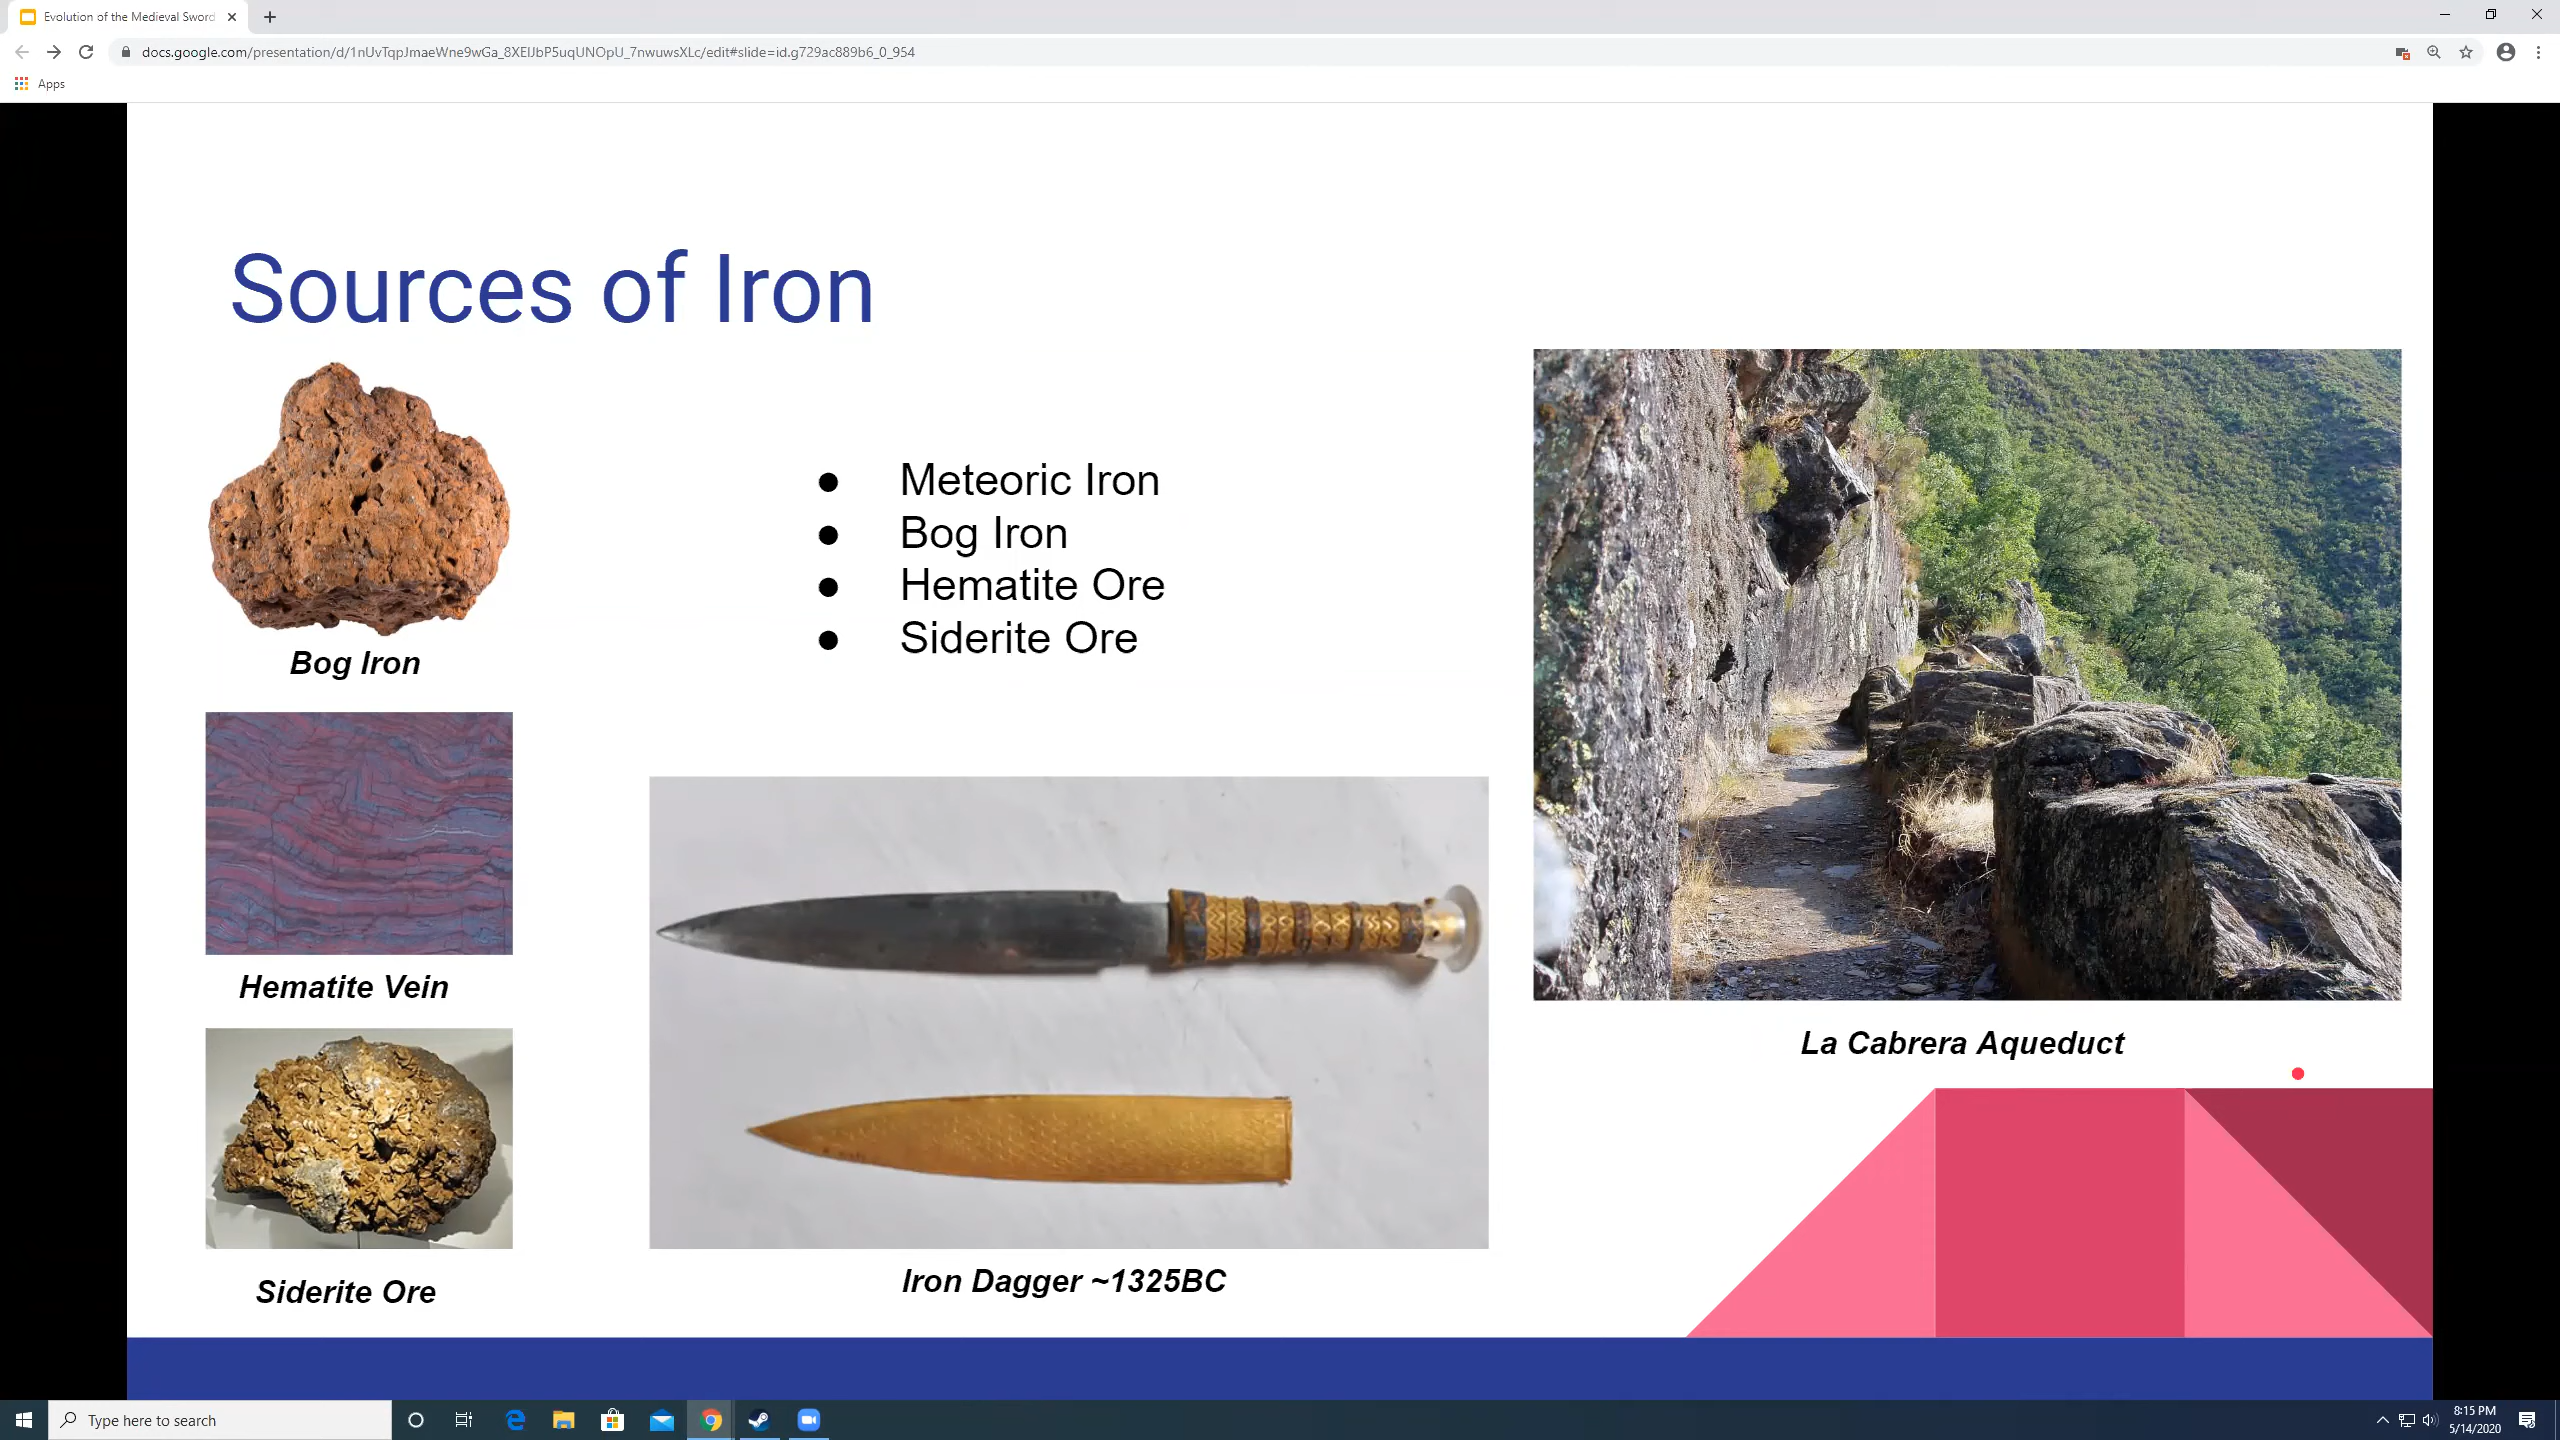 Evolution of the Medieval Sword
docs.google.com/presentation/d/1nUvTqpJmaeWne9wGa_8XElJbP5uqUNOpU_7nwuwsXLc/edit#slide=id.g729ac889b6_0_954
Apps
Sources of Iron
Bog Iron
Hematite Vein
Siderite Ore
● Meteoric Iron
● Bog Iron
● Hematite Ore
● Siderite Ore
Iron Dagger ~1325BC
La Cabrera Aqueduct
Type here to search
8:15 PM
5/14/2020